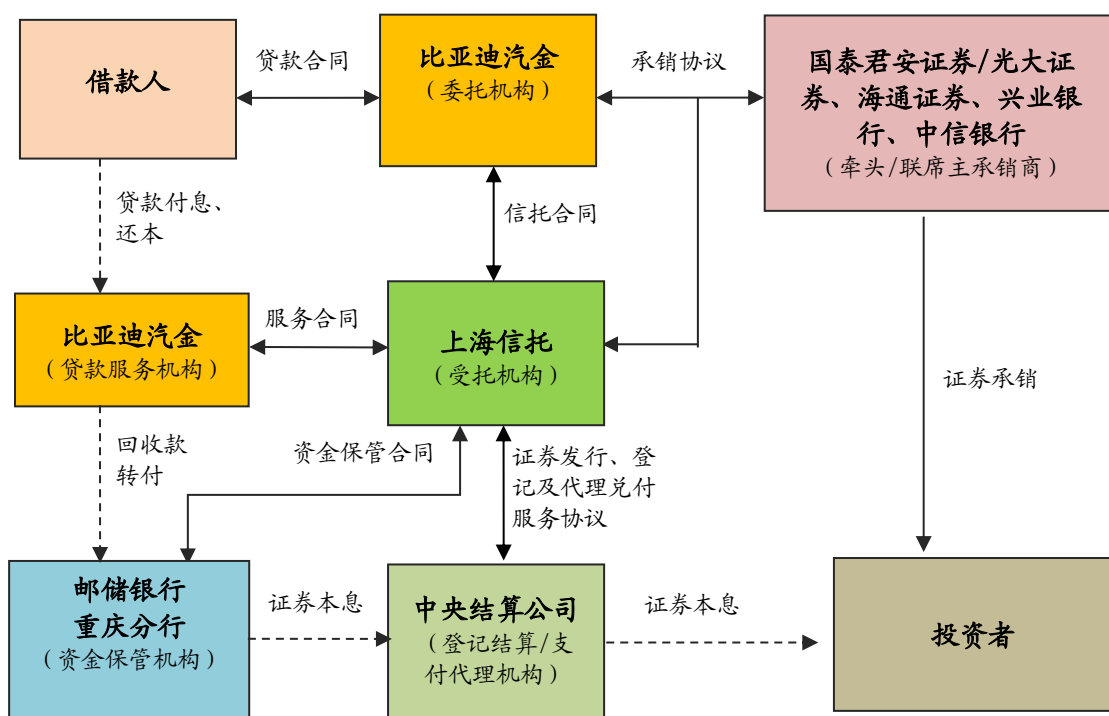 借款人
贷款合同
比亚迪汽金
（委托机构）
承销协议
国泰君安证券/光大证
券、海通证券、兴业银
行、中信银行
（牵头/联席主承销商）
贷款付息、
还本
信托合同
比亚迪汽金
（贷款服务机构）
服务合同
上海信托
（受托机构）
证券承销
回收款
转付
资金保管合同
证券发行、登
记及代理兑付
服务协议
邮储银行
重庆分行
（资金保管机构）
证券本息
中央结算公司
（登记结算/支
付代理机构）
证券本息
投资者